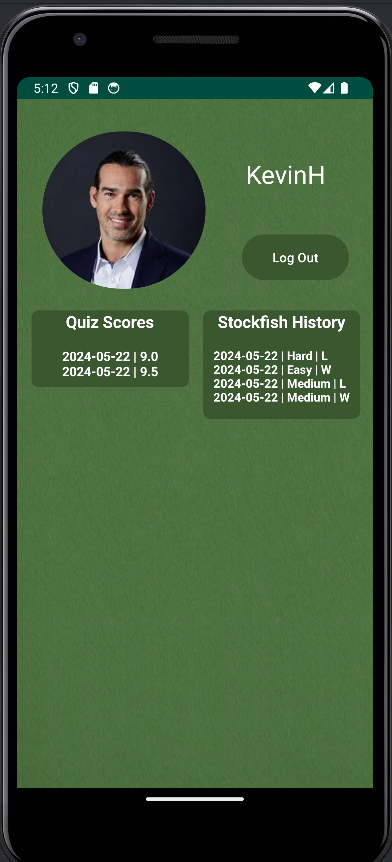 5:12
KevinH
Log Out
Quiz Scores
2024-05-22 | 9.0
2024-05-22 | 9.5
Stockfish History
2024-05-22 | Hard | L
2024-05-22 | Easy | W
2024-05-22 | Medium | L
2024-05-22 | Medium | W